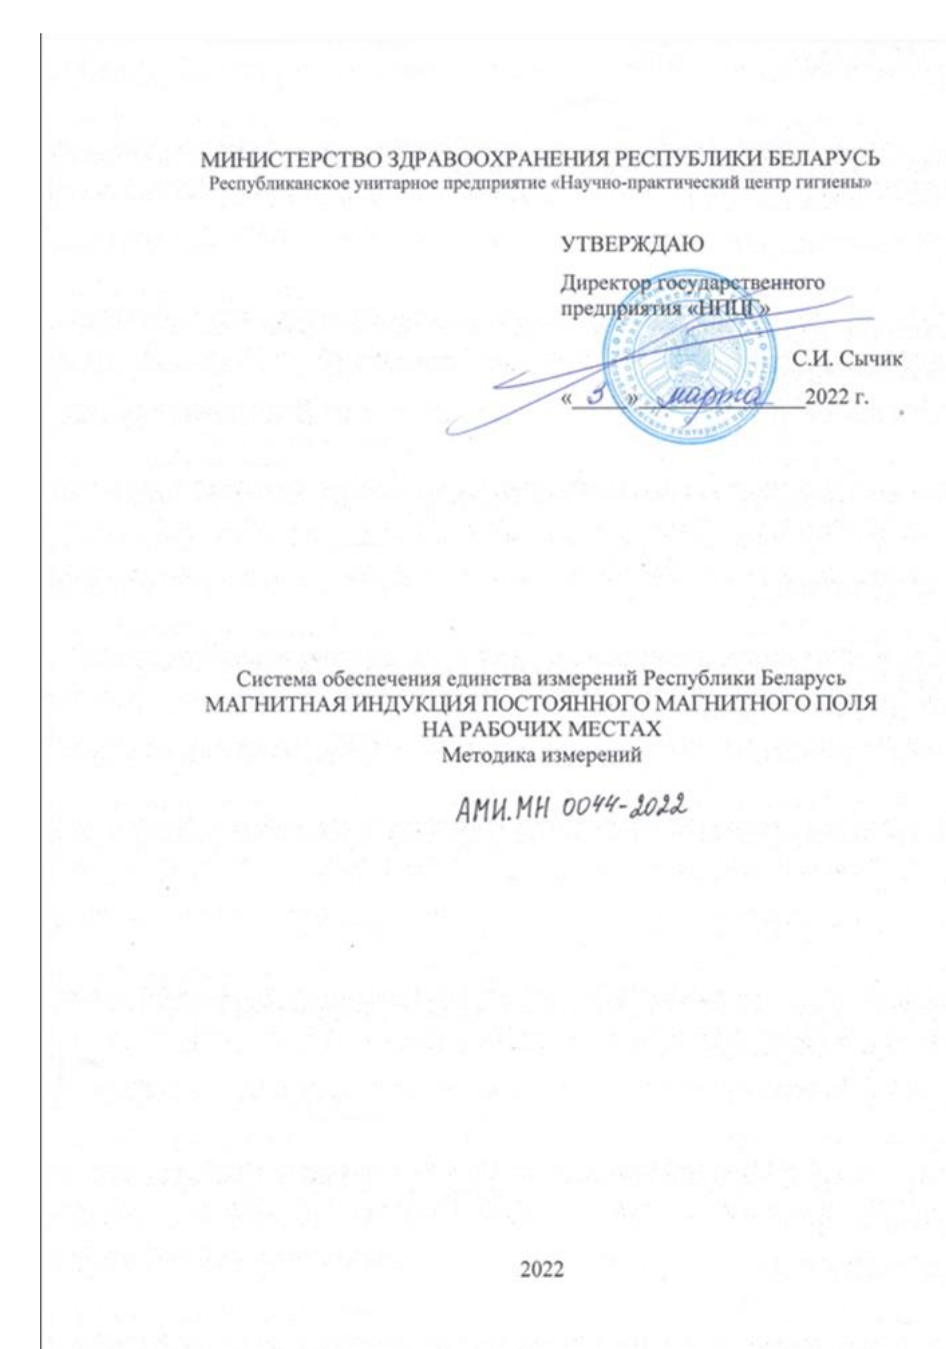 МИНИСТЕРСТВО ЗДРАВООХРАНЕНИЯ РЕСПУБЛИКИ БЕЛАРУСЬ
Республиканское унитарное предприятие «Научно-практический центр гигиены»
УТВЕРЖДАЮ
Директор государственного
предприятия «НПЦГ»
С.И. Сычик
« 3 » марта 2022 г.
Система обеспечения единства измерений Республики Беларусь
МАГНИТНАЯ ИНДУКЦИЯ ПОСТОЯННОГО МАГНИТНОГО ПОЛЯ
НА РАБОЧИХ МЕСТАХ
Методика измерений
АМИ.МН 0044-2022
2022